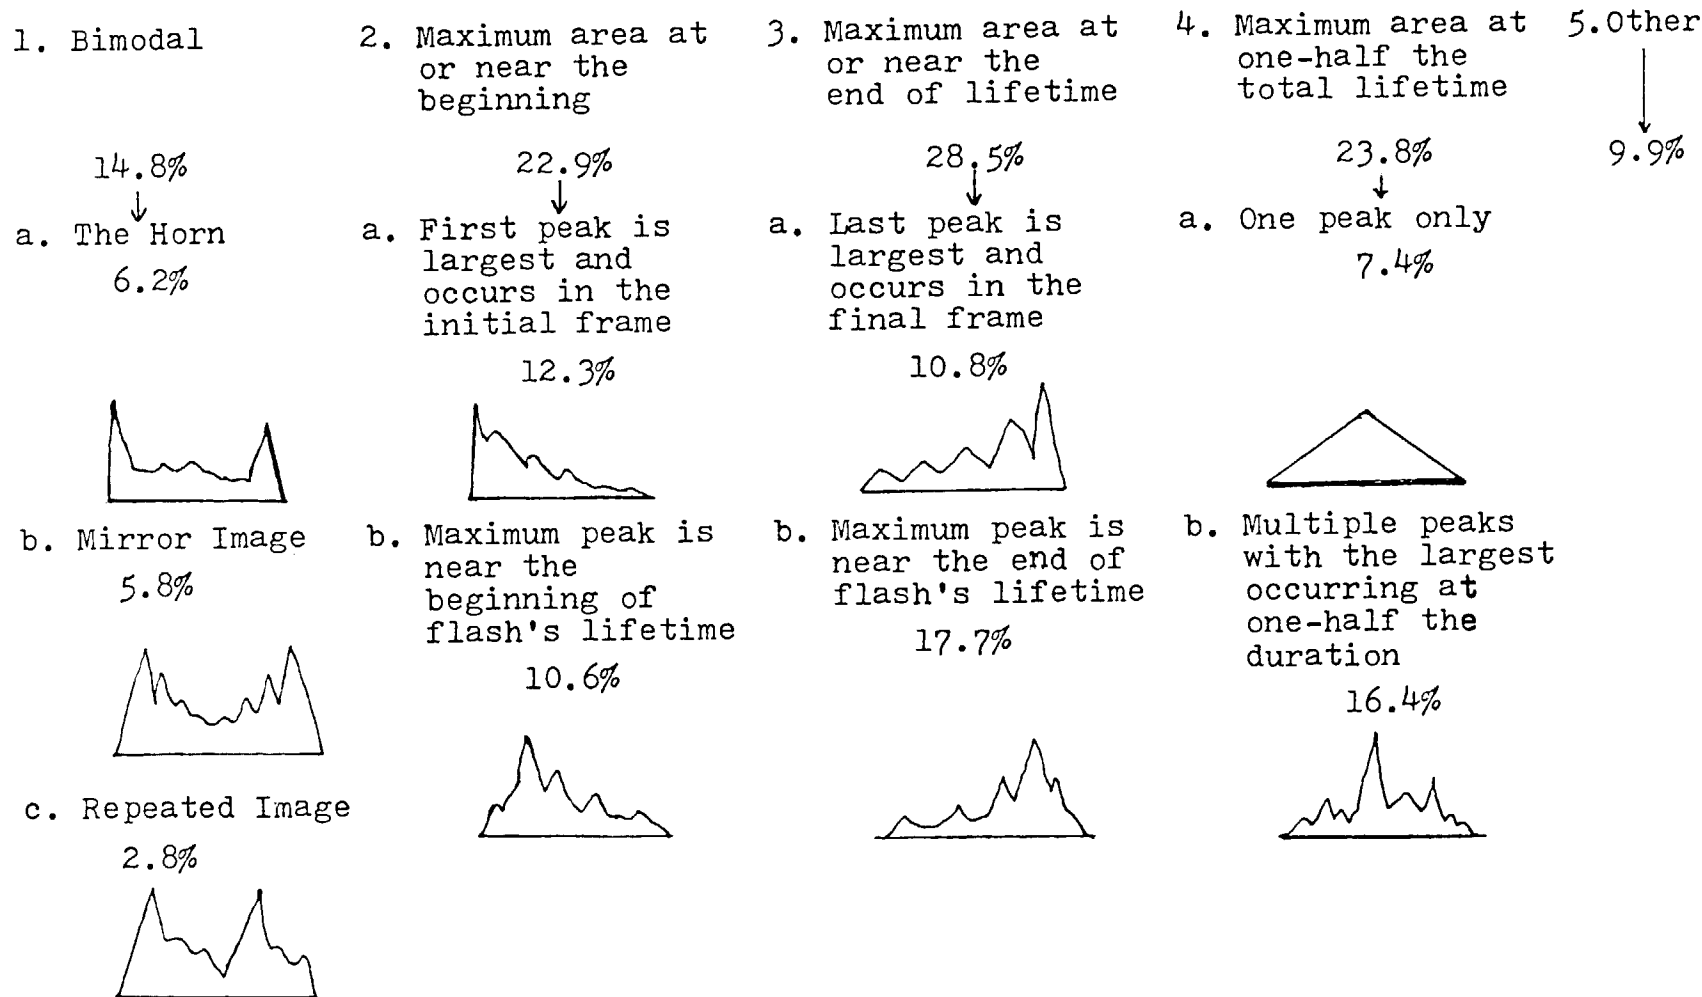 1. Bimodal
14.8%
a. The Horn
6.2%
b. Mirror Image
5.8%
c. Repeated Image
2.8%
2. Maximum area at
or near the
beginning
22.9%
a. First peak is
largest and
occurs in the
initial frame
12.3%
b. Maximum peak is
near the
beginning of
flash's lifetime
10.6%
3. Maximum area at
or near the
end of lifetime
28.5%
a. Last peak is
largest and
occurs in the
final frame
10.8%
b. Maximum peak is
near the end of
flash's lifetime
17.7%
4. Maximum area at
one-half the
total lifetime
23.8%
a. One peak only
7.4%
b. Multiple peaks
with the largest
occurring at
one-half the
duration
16.4%
5.Other
9.9%